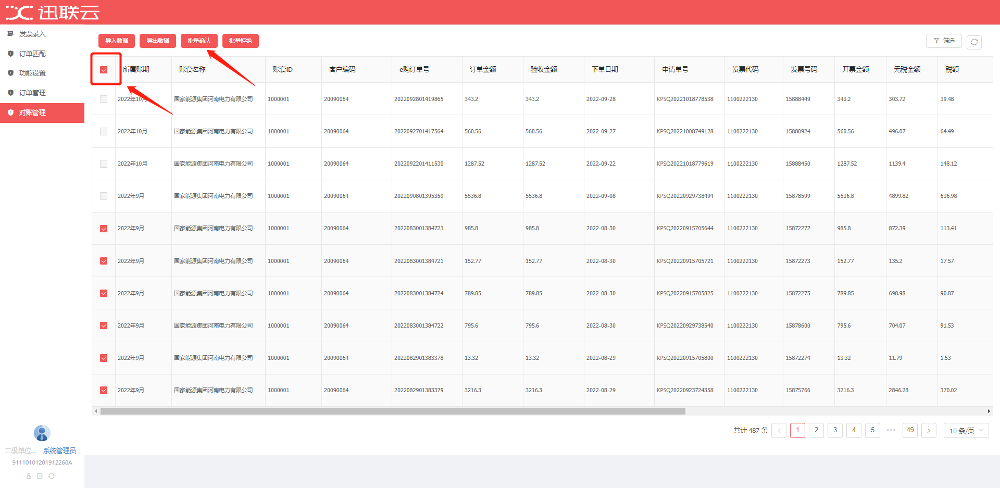 迅联云
发票录入
订单匹配
功能设置
订单管理
对账管理
导入数据 导出数据 批量确认 批量拒绝 筛选
所属账期 账套名称 账套ID 客户编码 e购订单号 订单金额 验收金额 下单日期 申请单号 发票代码 发票号码 开票金额 无税金额 税额
2022年10月 国家能源集团河南电力有限公司 1000001 20090064 2022092801419865 343.2 343.2 2022-09-28 KPSQ20221018778538 1100222130 15888449 343.2 303.72 39.48
2022年10月 国家能源集团河南电力有限公司 1000001 20090064 2022092701417564 560.56 560.56 2022-09-27 KPSQ20221008749128 1100222130 15880924 560.56 496.07 64.49
2022年10月 国家能源集团河南电力有限公司 1000001 20090064 2022092201411530 1287.52 1287.52 2022-09-22 KPSQ20221018779619 1100222130 15888450 1287.52 1139.4 148.12
2022年9月 国家能源集团河南电力有限公司 1000001 20090064 2022090801395359 5536.8 5536.8 2022-09-08 KPSQ20220929738494 1100222130 15878599 5536.8 4899.82 636.98
2022年9月 国家能源集团河南电力有限公司 1000001 20090064 2022083001384723 985.8 985.8 2022-08-30 KPSQ20220915705644 1100222130 15872272 985.8 872.39 113.41
2022年9月 国家能源集团河南电力有限公司 1000001 20090064 2022083001384721 152.77 152.77 2022-08-30 KPSQ20220915705721 1100222130 15872273 152.77 135.2 17.57
2022年9月 国家能源集团河南电力有限公司 1000001 20090064 2022083001384724 789.85 789.85 2022-08-30 KPSQ20220915705825 1100222130 15872275 789.85 698.98 90.87
2022年9月 国家能源集团河南电力有限公司 1000001 20090064 2022083001384722 795.6 795.6 2022-08-30 KPSQ20220929738540 1100222130 15878600 795.6 704.07 91.53
2022年9月 国家能源集团河南电力有限公司 1000001 20090064 2022082901383378 13.32 13.32 2022-08-29 KPSQ20220915705800 1100222130 15872274 13.32 11.79 1.53
2022年9月 国家能源集团河南电力有限公司 1000001 20090064 2022082901383379 3216.3 3216.3 2022-08-29 KPSQ20220923724358 1100222130 15875766 3216.3 2846.28 370.02
共计 487 条 < 1 2 3 4 5 ••• 49 > 10 条/页
二级单位... 系统管理员
91110101201912260A